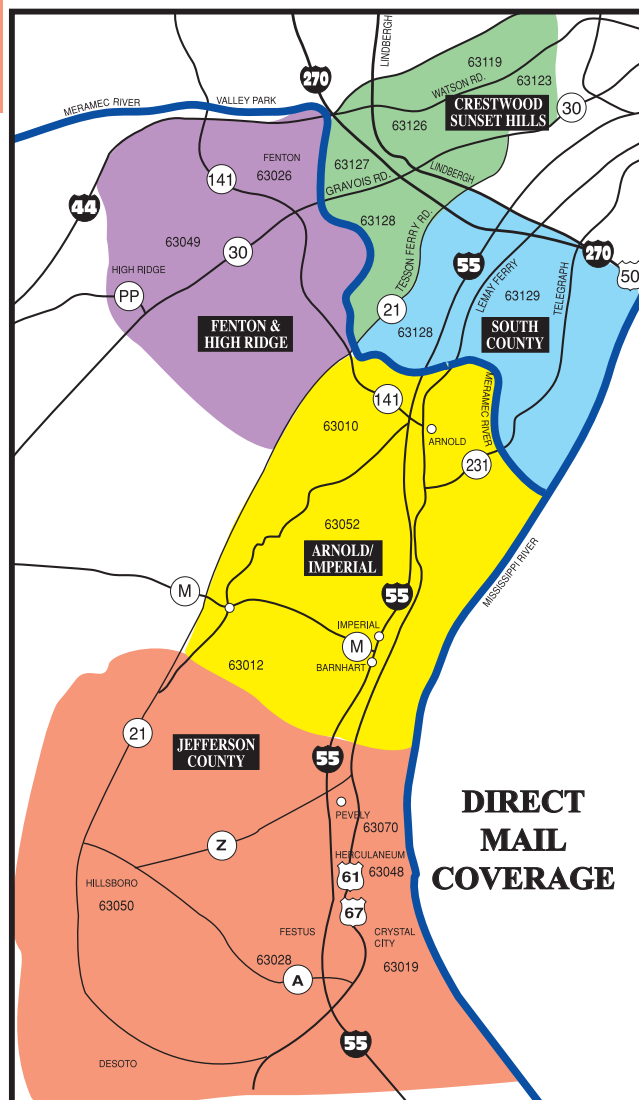 LINDBERGH
270
63119
WATSON RD.
63123
MERAMEC RIVER
VALLEY PARK
CRESTWOOD
SUNSET HILLS
30
63126
FENTON
63026
63127
LINDBERGH
141
GRAVOIS RD.
44
63128
TESSON FERRY RD.
63049
30
270
55
LEMAY FERRY
TELEGRAPH
50
HIGH RIDGE
PP
63129
21
63128
FENTON &
HIGH RIDGE
SOUTH
COUNTY
141
MERAMEC RIVER
63010
ARNOLD
231
63052
ARNOLD/
IMPERIAL
MISSISSIPPI RIVER
M
55
IMPERIAL
M
BARNHART
63012
21
JEFFERSON
COUNTY
55
DIRECT
MAIL
COVERAGE
PEVELY
63070
Z
HERCULANEUM
61
63048
HILLSBORO
63050
67
FESTUS
CRYSTAL
CITY
63028
63019
A
55
DESOTO